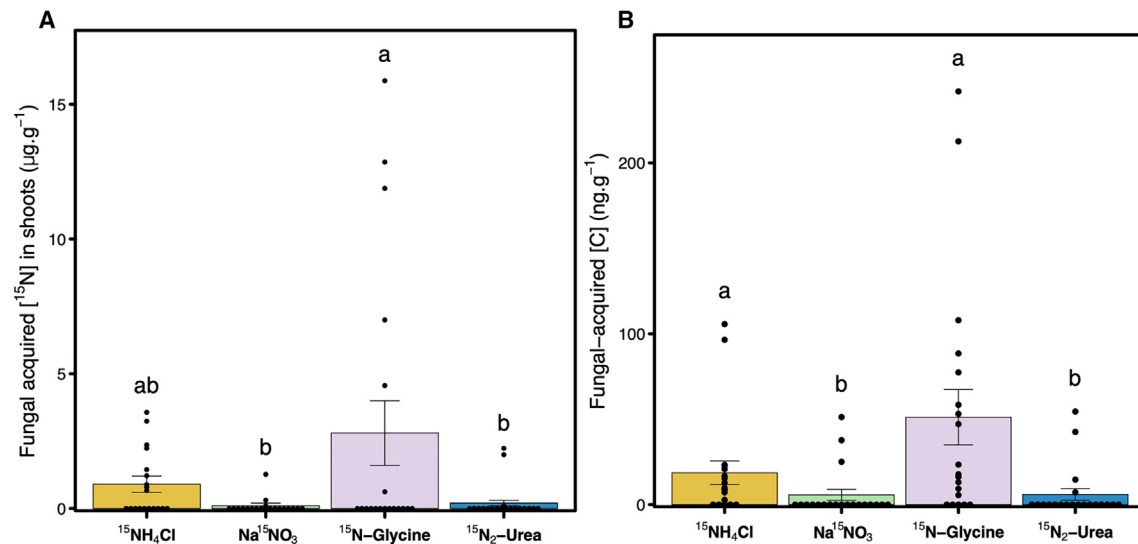 A
Fungal acquired [¹⁵N] in shoots (µg.g⁻¹)
15
10
5
0
ab
b
a
b
¹⁵NH₄Cl
Na¹⁵NO₃
¹⁵N–Glycine
¹⁵N₂–Urea
B
Fungal–acquired [C] (ng.g⁻¹)
200
100
0
a
b
a
b
¹⁵NH₄Cl
Na¹⁵NO₃
¹⁵N–Glycine
¹⁵N₂–Urea